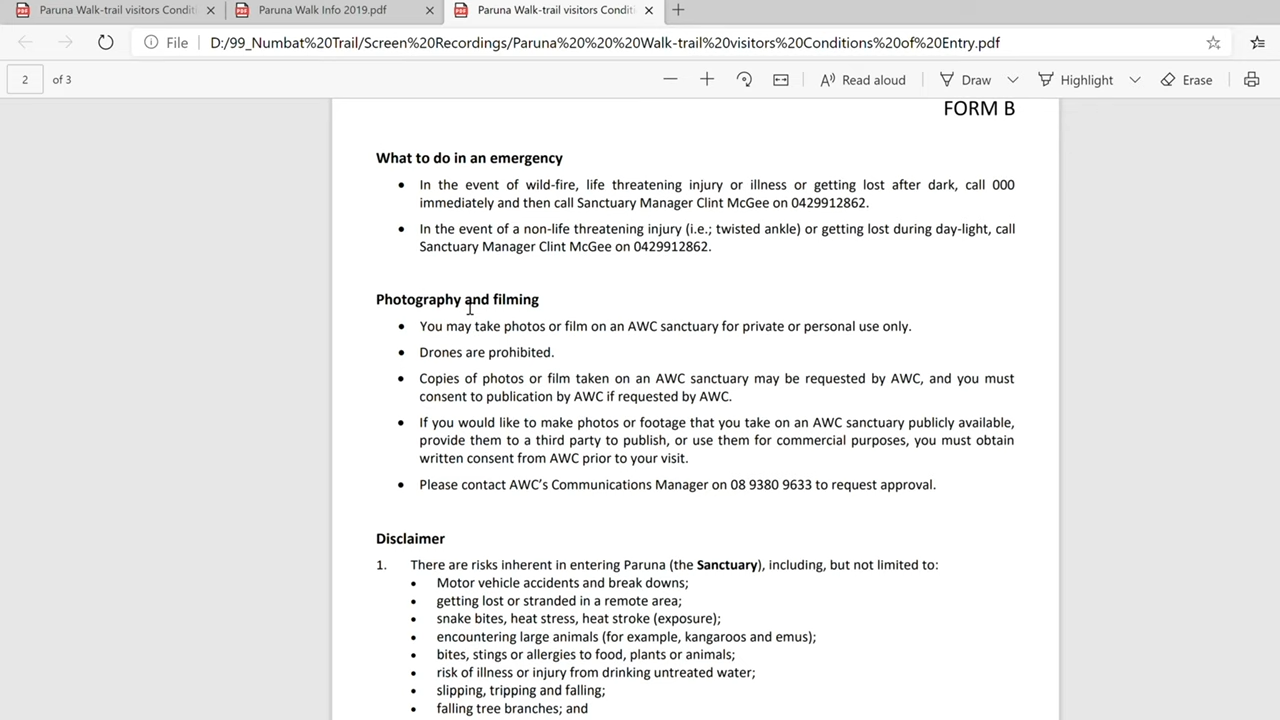 Paruna Walk-trail visitors Conditi
Paruna Walk Info 2019.pdf
Paruna Walk-trail visitors Conditi
File
D:/99_Numbat%20Trail/Screen%20Recordings/Paruna%20%20%20Walk-trail%20visitors%20Conditions%20of%20Entry.pdf
2 of 3
Read aloud
Draw
Highlight
Erase
FORM B
What to do in an emergency
• In the event of wild-fire, life threatening injury or illness or getting lost after dark, call 000
immediately and then call Sanctuary Manager Clint McGee on 0429912862.
• In the event of a non-life threatening injury (i.e.; twisted ankle) or getting lost during day-light, call
Sanctuary Manager Clint McGee on 0429912862.
Photography and filming
• You may take photos or film on an AWC sanctuary for private or personal use only.
• Drones are prohibited.
• Copies of photos or film taken on an AWC sanctuary may be requested by AWC, and you must
consent to publication by AWC if requested by AWC.
• If you would like to make photos or footage that you take on an AWC sanctuary publicly available,
provide them to a third party to publish, or use them for commercial purposes, you must obtain
written consent from AWC prior to your visit.
• Please contact AWC's Communications Manager on 08 9380 9633 to request approval.
Disclaimer
1. There are risks inherent in entering Paruna (the Sanctuary), including, but not limited to:
• Motor vehicle accidents and break downs;
• getting lost or stranded in a remote area;
• snake bites, heat stress, heat stroke (exposure);
• encountering large animals (for example, kangaroos and emus);
• bites, stings or allergies to food, plants or animals;
• risk of illness or injury from drinking untreated water;
• slipping, tripping and falling;
• falling tree branches; and